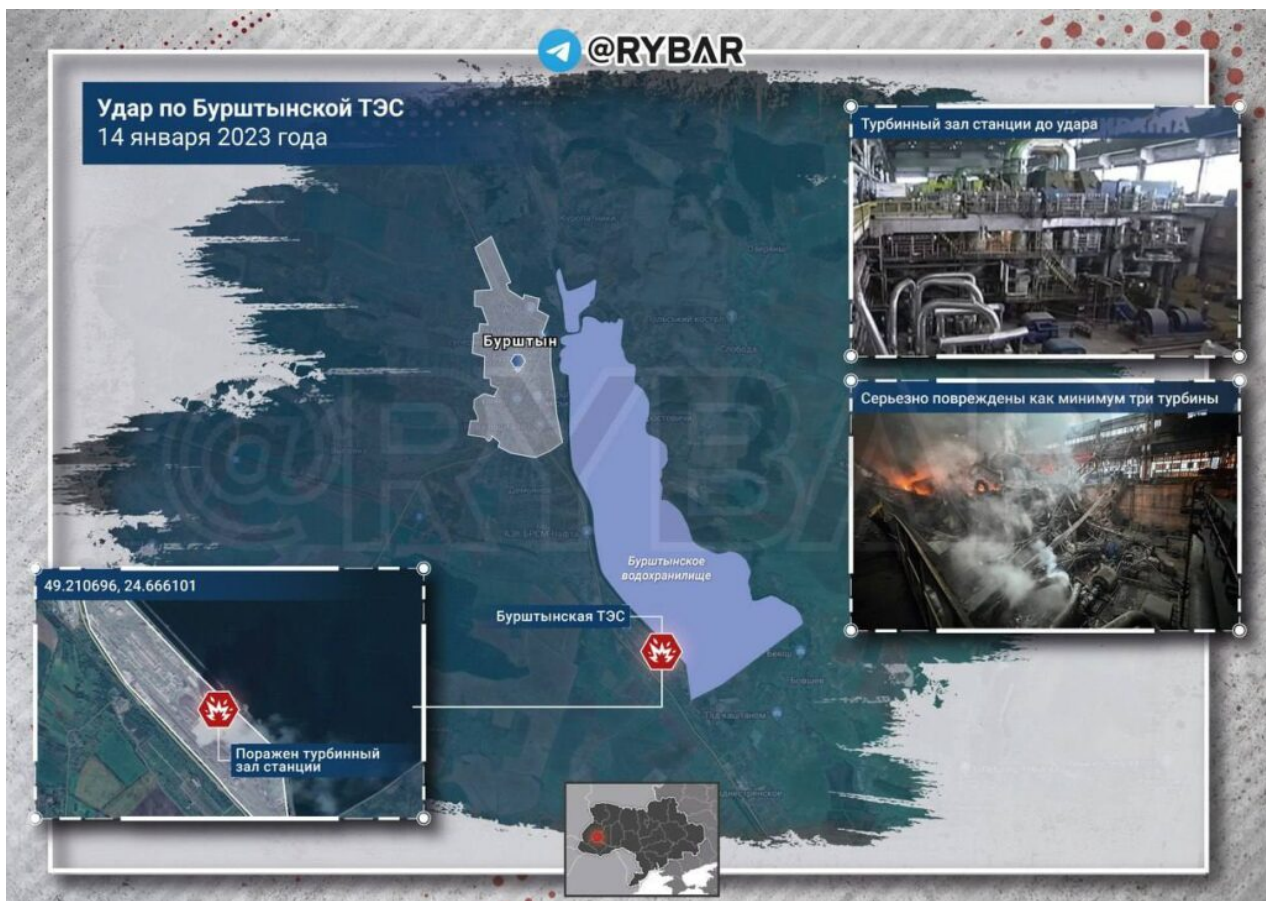 @RYBAR
Удар по Бурштынской ТЭС
14 января 2023 года
Турбинный зал станции до удара
Бурштын
Серьезно повреждены как минимум три турбины
@RYBAR
Бурштынское
водохранилище
49.210696, 24.666101
Бурштынская ТЭС
Поражен турбинный
зал станции